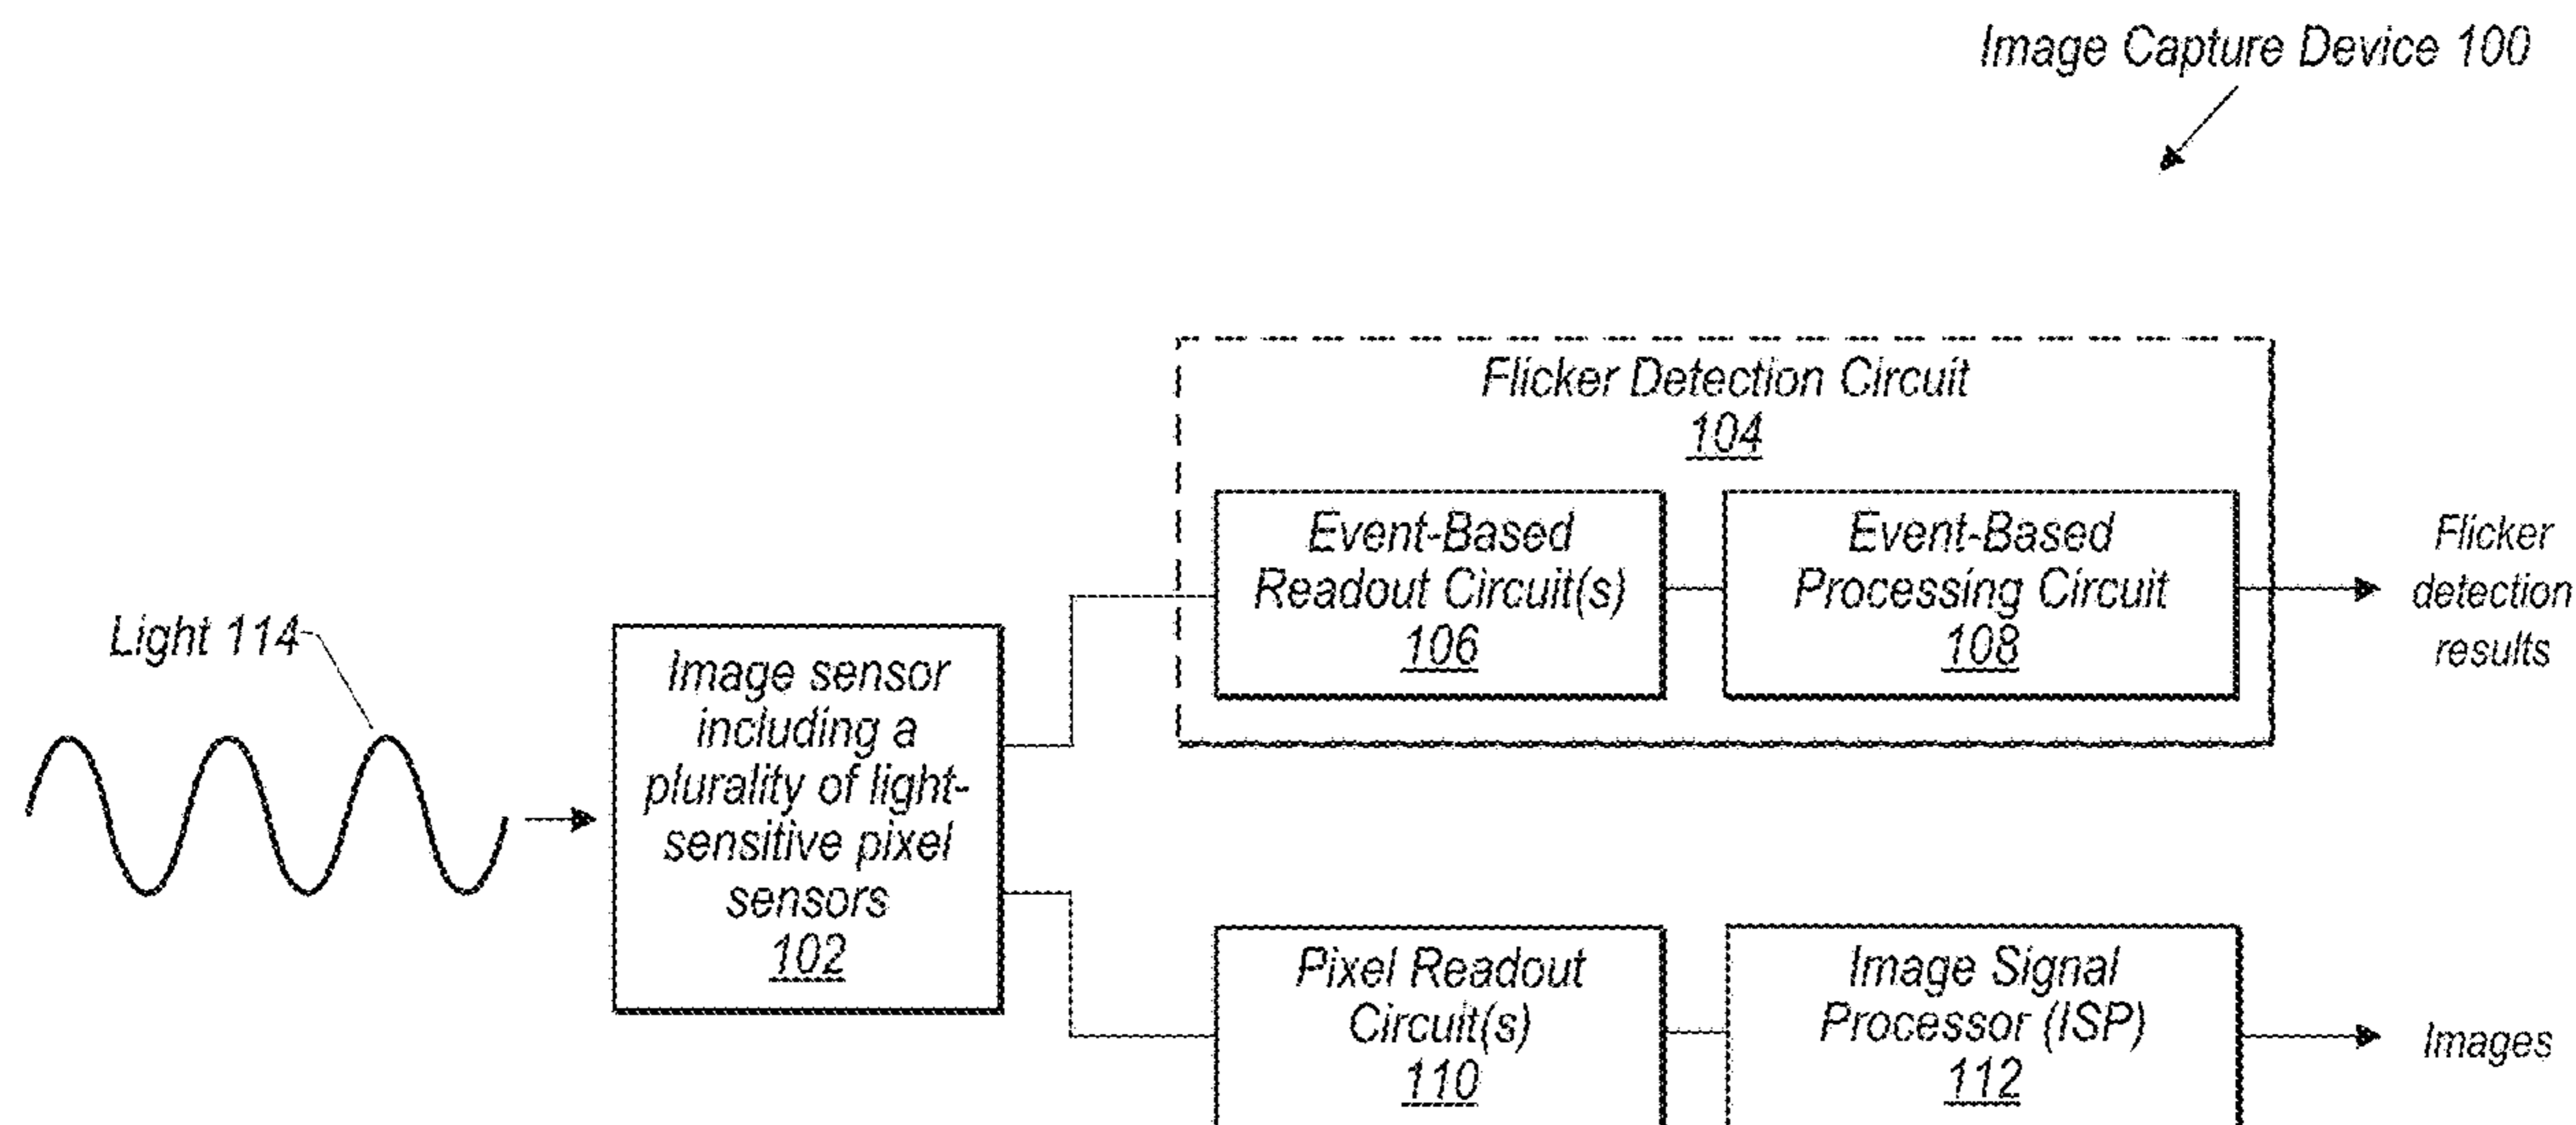 Image Capture Device 100
Flicker Detection Circuit
104
Event-Based
Readout Circuit(s)
106
Event-Based
Processing Circuit
108
Flicker
detection
results
Light 114
Image sensor
including a
plurality of light-
sensitive pixel
sensors
102
Pixel Readout
Circuit(s)
110
Image Signal
Processor (ISP)
112
Images